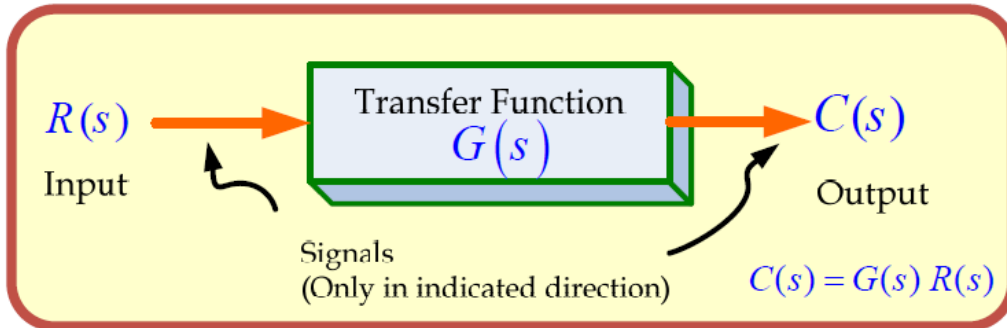 Transfer Function
R(s)
G(s)
C(s)
Input
Output
Signals
(Only in indicated direction)
C(s) = G(s) R(s)